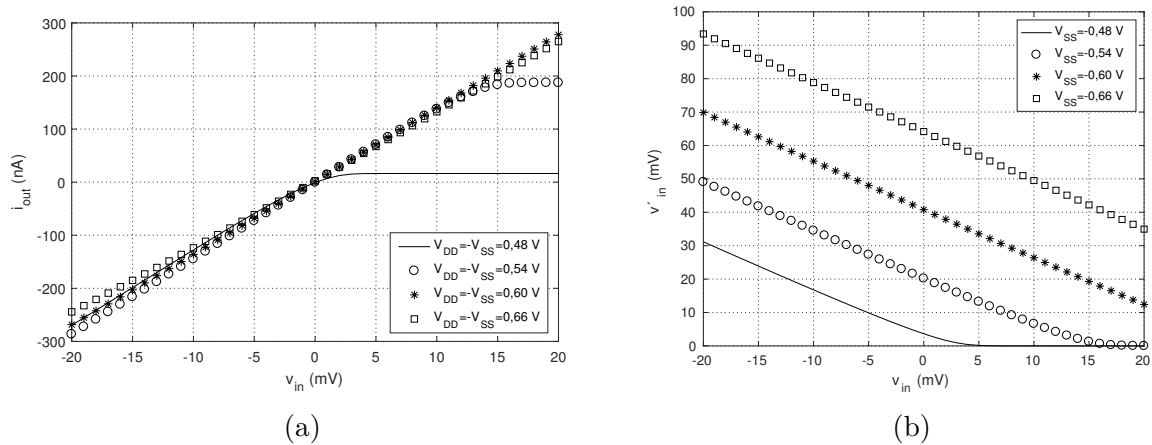 300
200
100
0
-100
-200
-300
i_out (nA)
-20 -15 -10 -5 0 5 10 15 20
v_in (mV)
V_DD=-V_SS=0,48 V
V_DD=-V_SS=0,54 V
V_DD=-V_SS=0,60 V
V_DD=-V_SS=0,66 V
(a)
100
90
80
70
60
50
40
30
20
10
0
v´_in (mV)
-20 -15 -10 -5 0 5 10 15 20
v_in (mV)
V_SS=-0,48 V
V_SS=-0,54 V
V_SS=-0,60 V
V_SS=-0,66 V
(b)